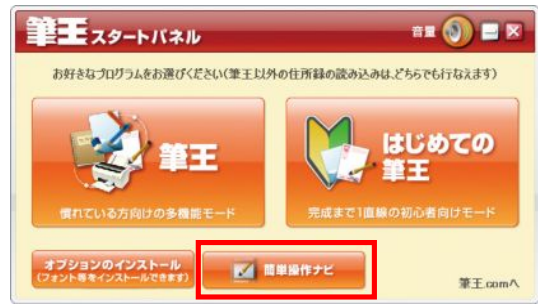 筆王スタートパネル
音量
お好きなプログラムをお選びください(筆王以外の住所録の読み込みは、どちらでも行なえます)
筆王
慣れている方向けの多機能モード
はじめての
筆王
完成まで1直線の初心者向けモード
オプションのインストール
(フォント等をインストールできます)
簡単操作ナビ
筆王.comへ